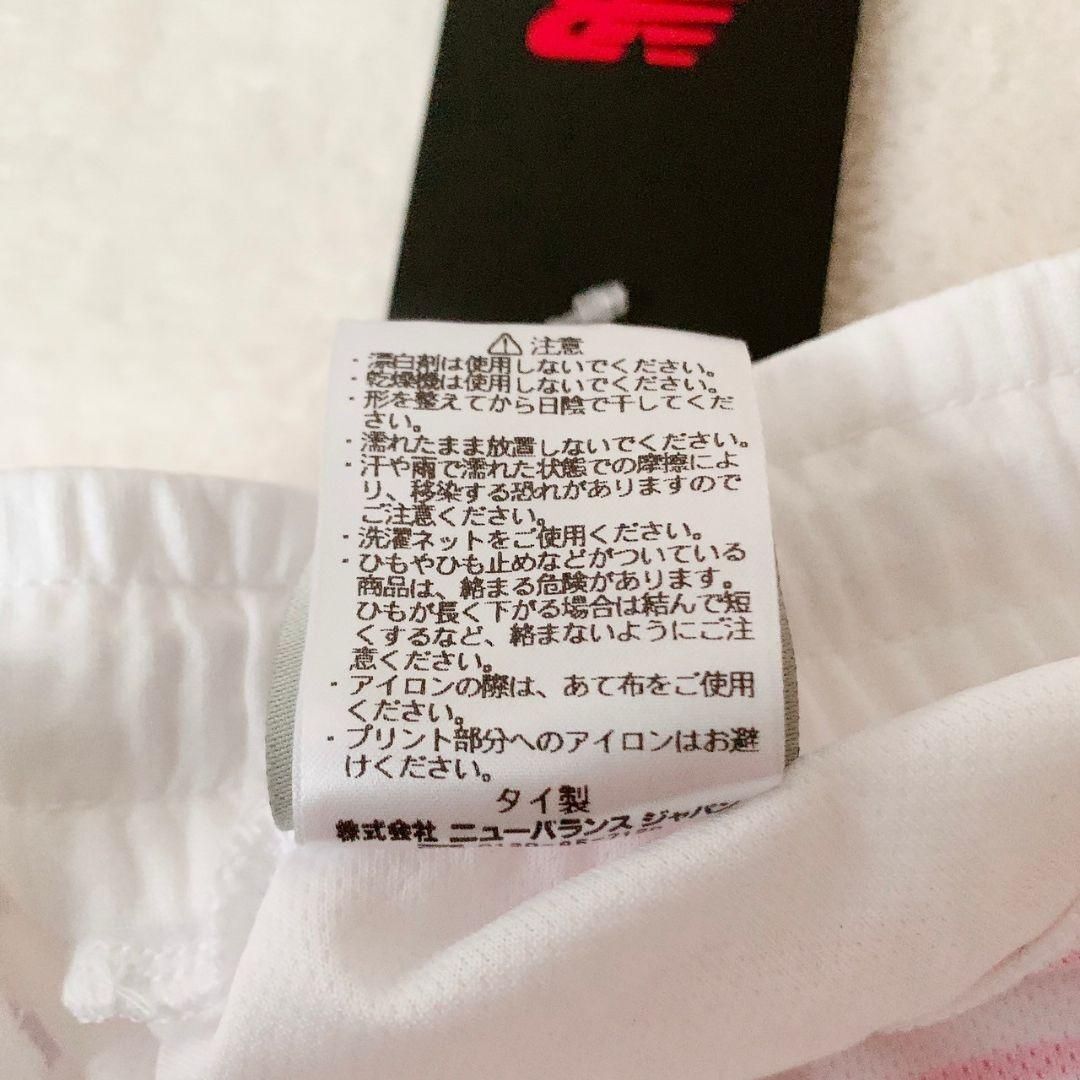 ⚠ 注意
・漂白剤は使用しないでください。
・乾燥機は使用しないでください。
・形を整えてから日陰で干してくだ
さい。
・濡れたまま放置しないでください。
・汗や雨で濡れた状態での摩擦によ
り、移染する恐れがありますので
ご注意ください。
・洗濯ネットをご使用ください。
・ひもやひも止めなどがついている
商品は、絡まる危険があります。
ひもが長く下がる場合は結んで短
くするなど、絡まないようにご注
意ください。
・アイロンの際は、あて布をご使用
ください。
・プリント部分へのアイロンはお避
けください。
タイ製
株式会社 ニューバランス ジャパン